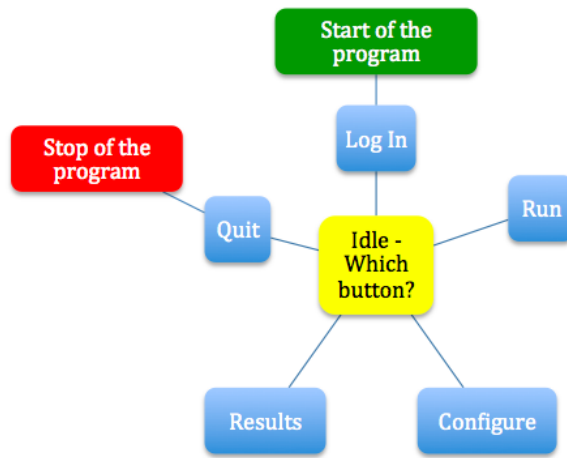 Start of the
program
Log In
Stop of the
program
Quit
Run
Idle -
Which
button?
Results
Configure